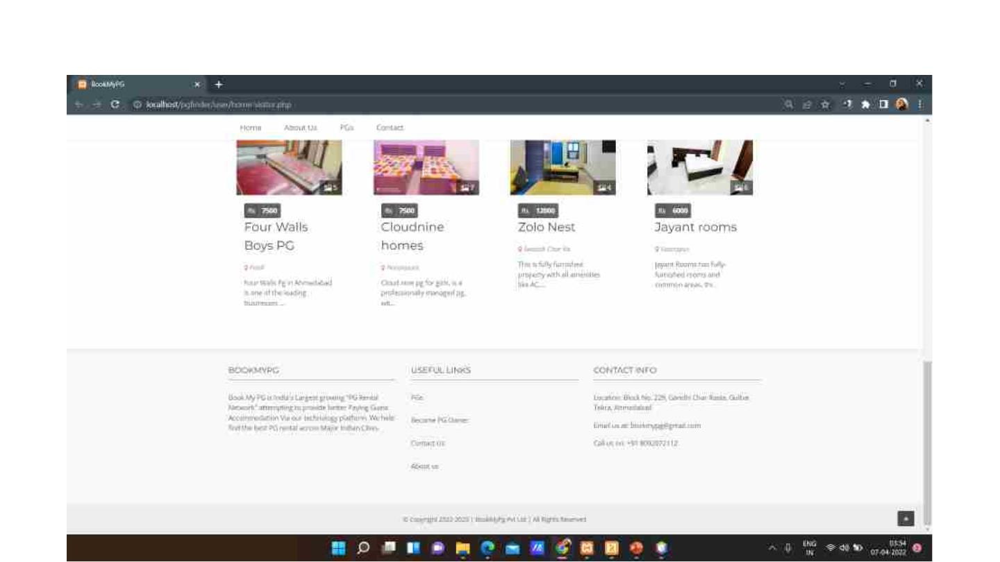 BookMyPG
localhost/pgfinder/user/home-visitor.php
Home About Us PGs Contact
5 7 4 6
Rs 7500
Four Walls
Boys PG
Four Walls Pg in Ahmedabad
is one of the leading
businesses ...
Rs 7500
Cloudnine
homes
Cloud nine pg for girls, is a
professionally managed pg,
wit...
Rs 12000
Zolo Nest
This is fully furnished
property with all amenities
like AC,...
Rs 6000
Jayant rooms
Jayant Rooms has fully-
furnished rooms and
common areas, th...
BOOKMYPG
Book My PG is India's Largest growing "PG Rental
Network" attempting to provide better Paying Guest
Accommodation Via our technology platform. We help
find the best PG rental across Major Indian Cities.
USEFUL LINKS
PGs
Become PG Owner
Contact Us
About us
CONTACT INFO
Location: Block No. 229, Gandhi Char Rasta, Gulbai
Tekra, Ahmedabad
Email us at: bookmypg@gmail.com
Call us on: +91 8092072112
© Copyright 2022-2023 | BookMyPg Pvt Ltd | All Rights Reserved
ENG
IN
03:54
07-04-2022